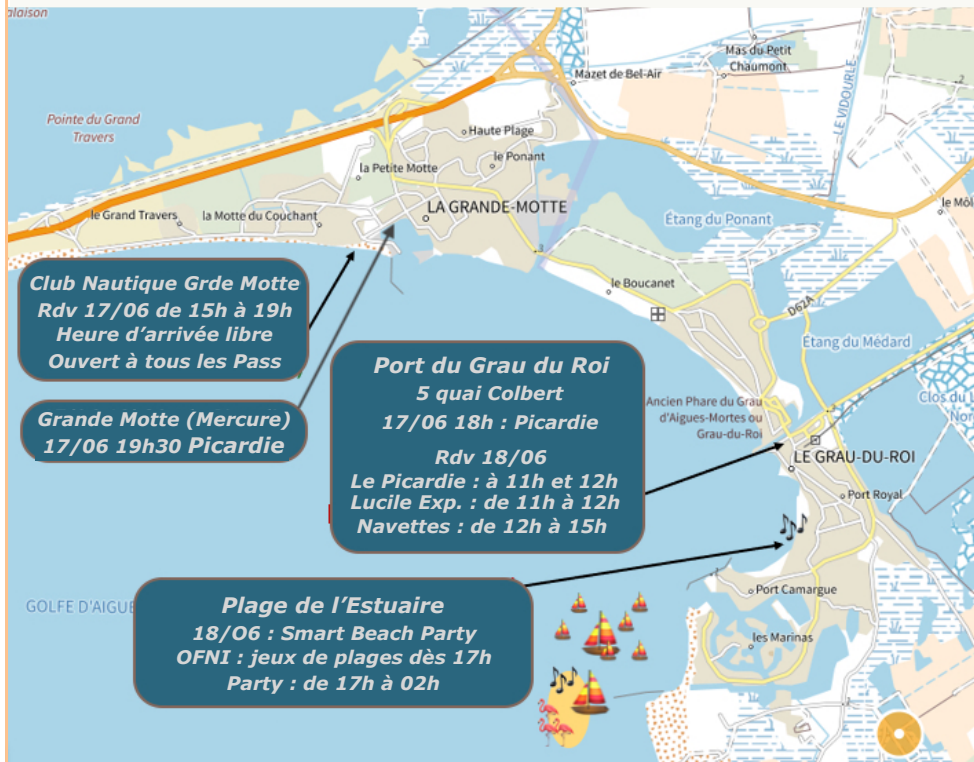 alaison
Mas du Petit
Chaumont
Mazet de Bel-Air
LE VIDOURLE
Pointe du Grand
Travers
Haute Plage
le Ponant
la Petite Motte
LA GRANDE-MOTTE
le Grand Travers
la Motte du Couchant
Étang du Ponant
le Môle
Club Nautique Grde Motte
Rdv 17/06 de 15h à 19h
Heure d’arrivée libre
Ouvert à tous les Pass
le Boucanet
D62A
Étang du Médard
Grande Motte (Mercure)
17/06 19h30 Picardie
Port du Grau du Roi
5 quai Colbert
17/06 18h : Picardie
Rdv 18/06
Le Picardie : à 11h et 12h
Lucile Exp. : de 11h à 12h
Navettes : de 12h à 15h
Ancien Phare du Grau
d'Aigues-Mortes ou
Grau-du-Roi
Clos du L
Nor
LE GRAU-DU-ROI
Port Royal
GOLFE D'AIGUE
Plage de l’Estuaire
18/O6 : Smart Beach Party
OFNI : jeux de plages dès 17h
Party : de 17h à 02h
Port Camargue
les Marinas